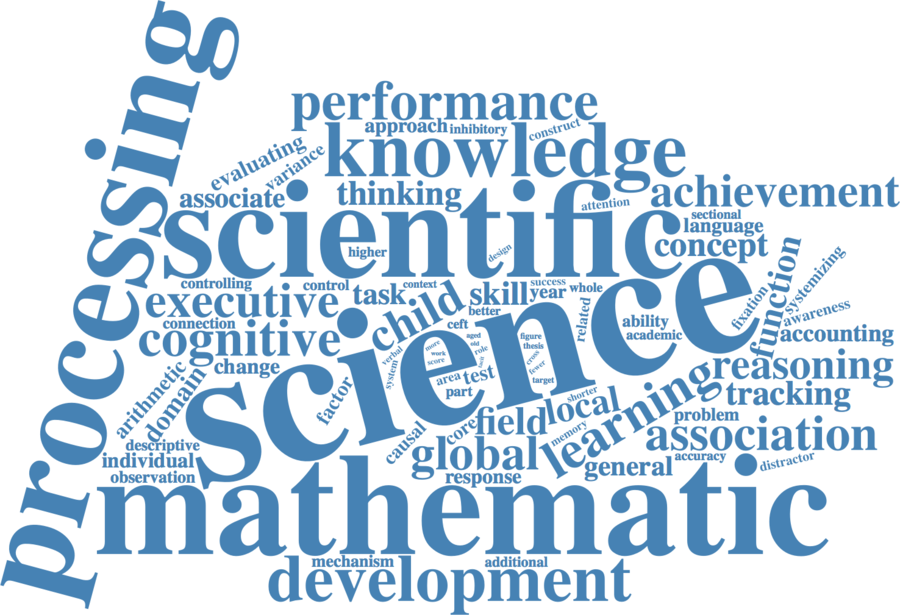 processing
performance
approach
inhibitory
construct
knowledge
evaluating
variance
associate
thinking
achievement
attention
scientific
sectional
language
concept
higher
design
controlling
control
context
success
executive
task
child
skill
year
whole
better
connection
cognitive
ceft
related
ability
academic
fixation
function
systemizing
awareness
accounting
science
aged
old
role
more
work
score
verbal
system
figure
thesis
cross
fewer
target
change
area
test
part
factor
reasoning
tracking
arithmetic
domain
shorter
local
learning
field
core
causal
memory
problem
association
descriptive
individual
observation
global
response
general
accuracy
distractor
mathematic
mechanism
additional
development